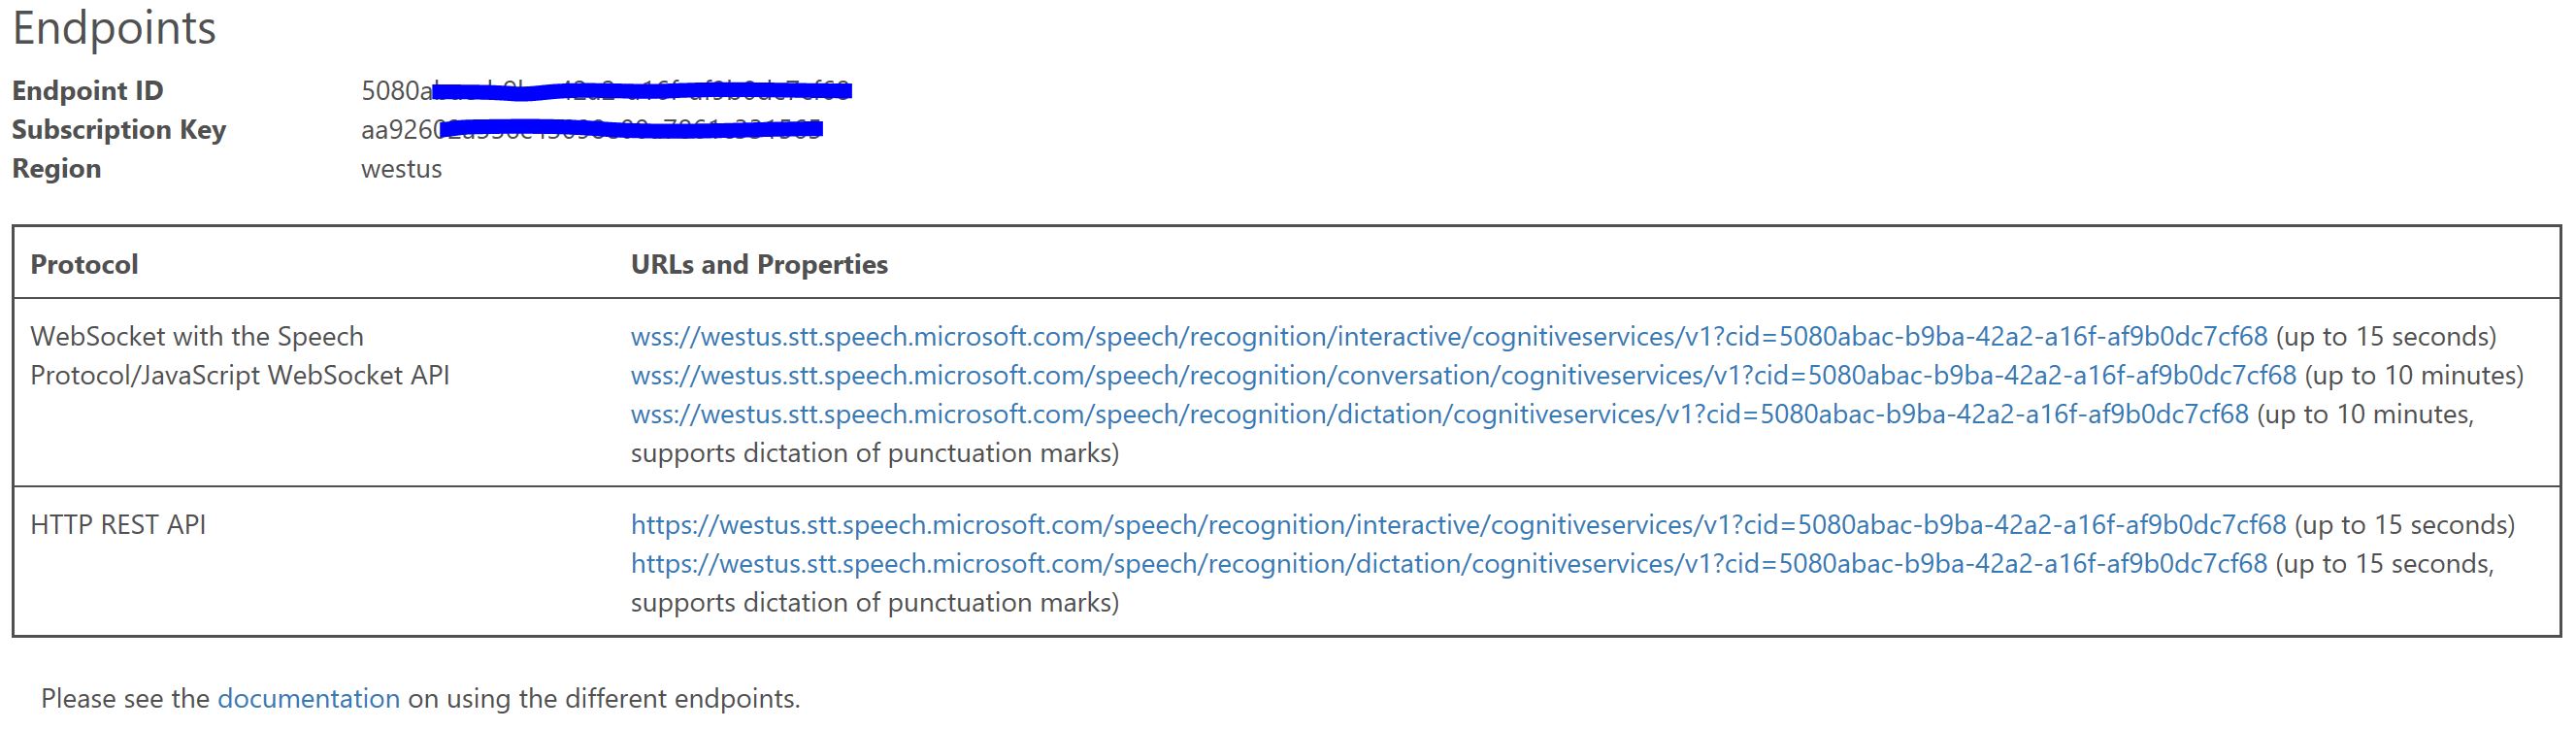 Endpoints
Endpoint ID 5080a
Subscription Key aa926
Region westus
Protocol URLs and Properties
WebSocket with the Speech wss://westus.stt.speech.microsoft.com/speech/recognition/interactive/cognitiveservices/v1?cid=5080abac-b9ba-42a2-a16f-af9b0dc7cf68 (up to 15 seconds)
Protocol/JavaScript WebSocket API wss://westus.stt.speech.microsoft.com/speech/recognition/conversation/cognitiveservices/v1?cid=5080abac-b9ba-42a2-a16f-af9b0dc7cf68 (up to 10 minutes)
wss://westus.stt.speech.microsoft.com/speech/recognition/dictation/cognitiveservices/v1?cid=5080abac-b9ba-42a2-a16f-af9b0dc7cf68 (up to 10 minutes,
supports dictation of punctuation marks)
HTTP REST API https://westus.stt.speech.microsoft.com/speech/recognition/interactive/cognitiveservices/v1?cid=5080abac-b9ba-42a2-a16f-af9b0dc7cf68 (up to 15 seconds)
https://westus.stt.speech.microsoft.com/speech/recognition/dictation/cognitiveservices/v1?cid=5080abac-b9ba-42a2-a16f-af9b0dc7cf68 (up to 15 seconds,
supports dictation of punctuation marks)
Please see the documentation on using the different endpoints.